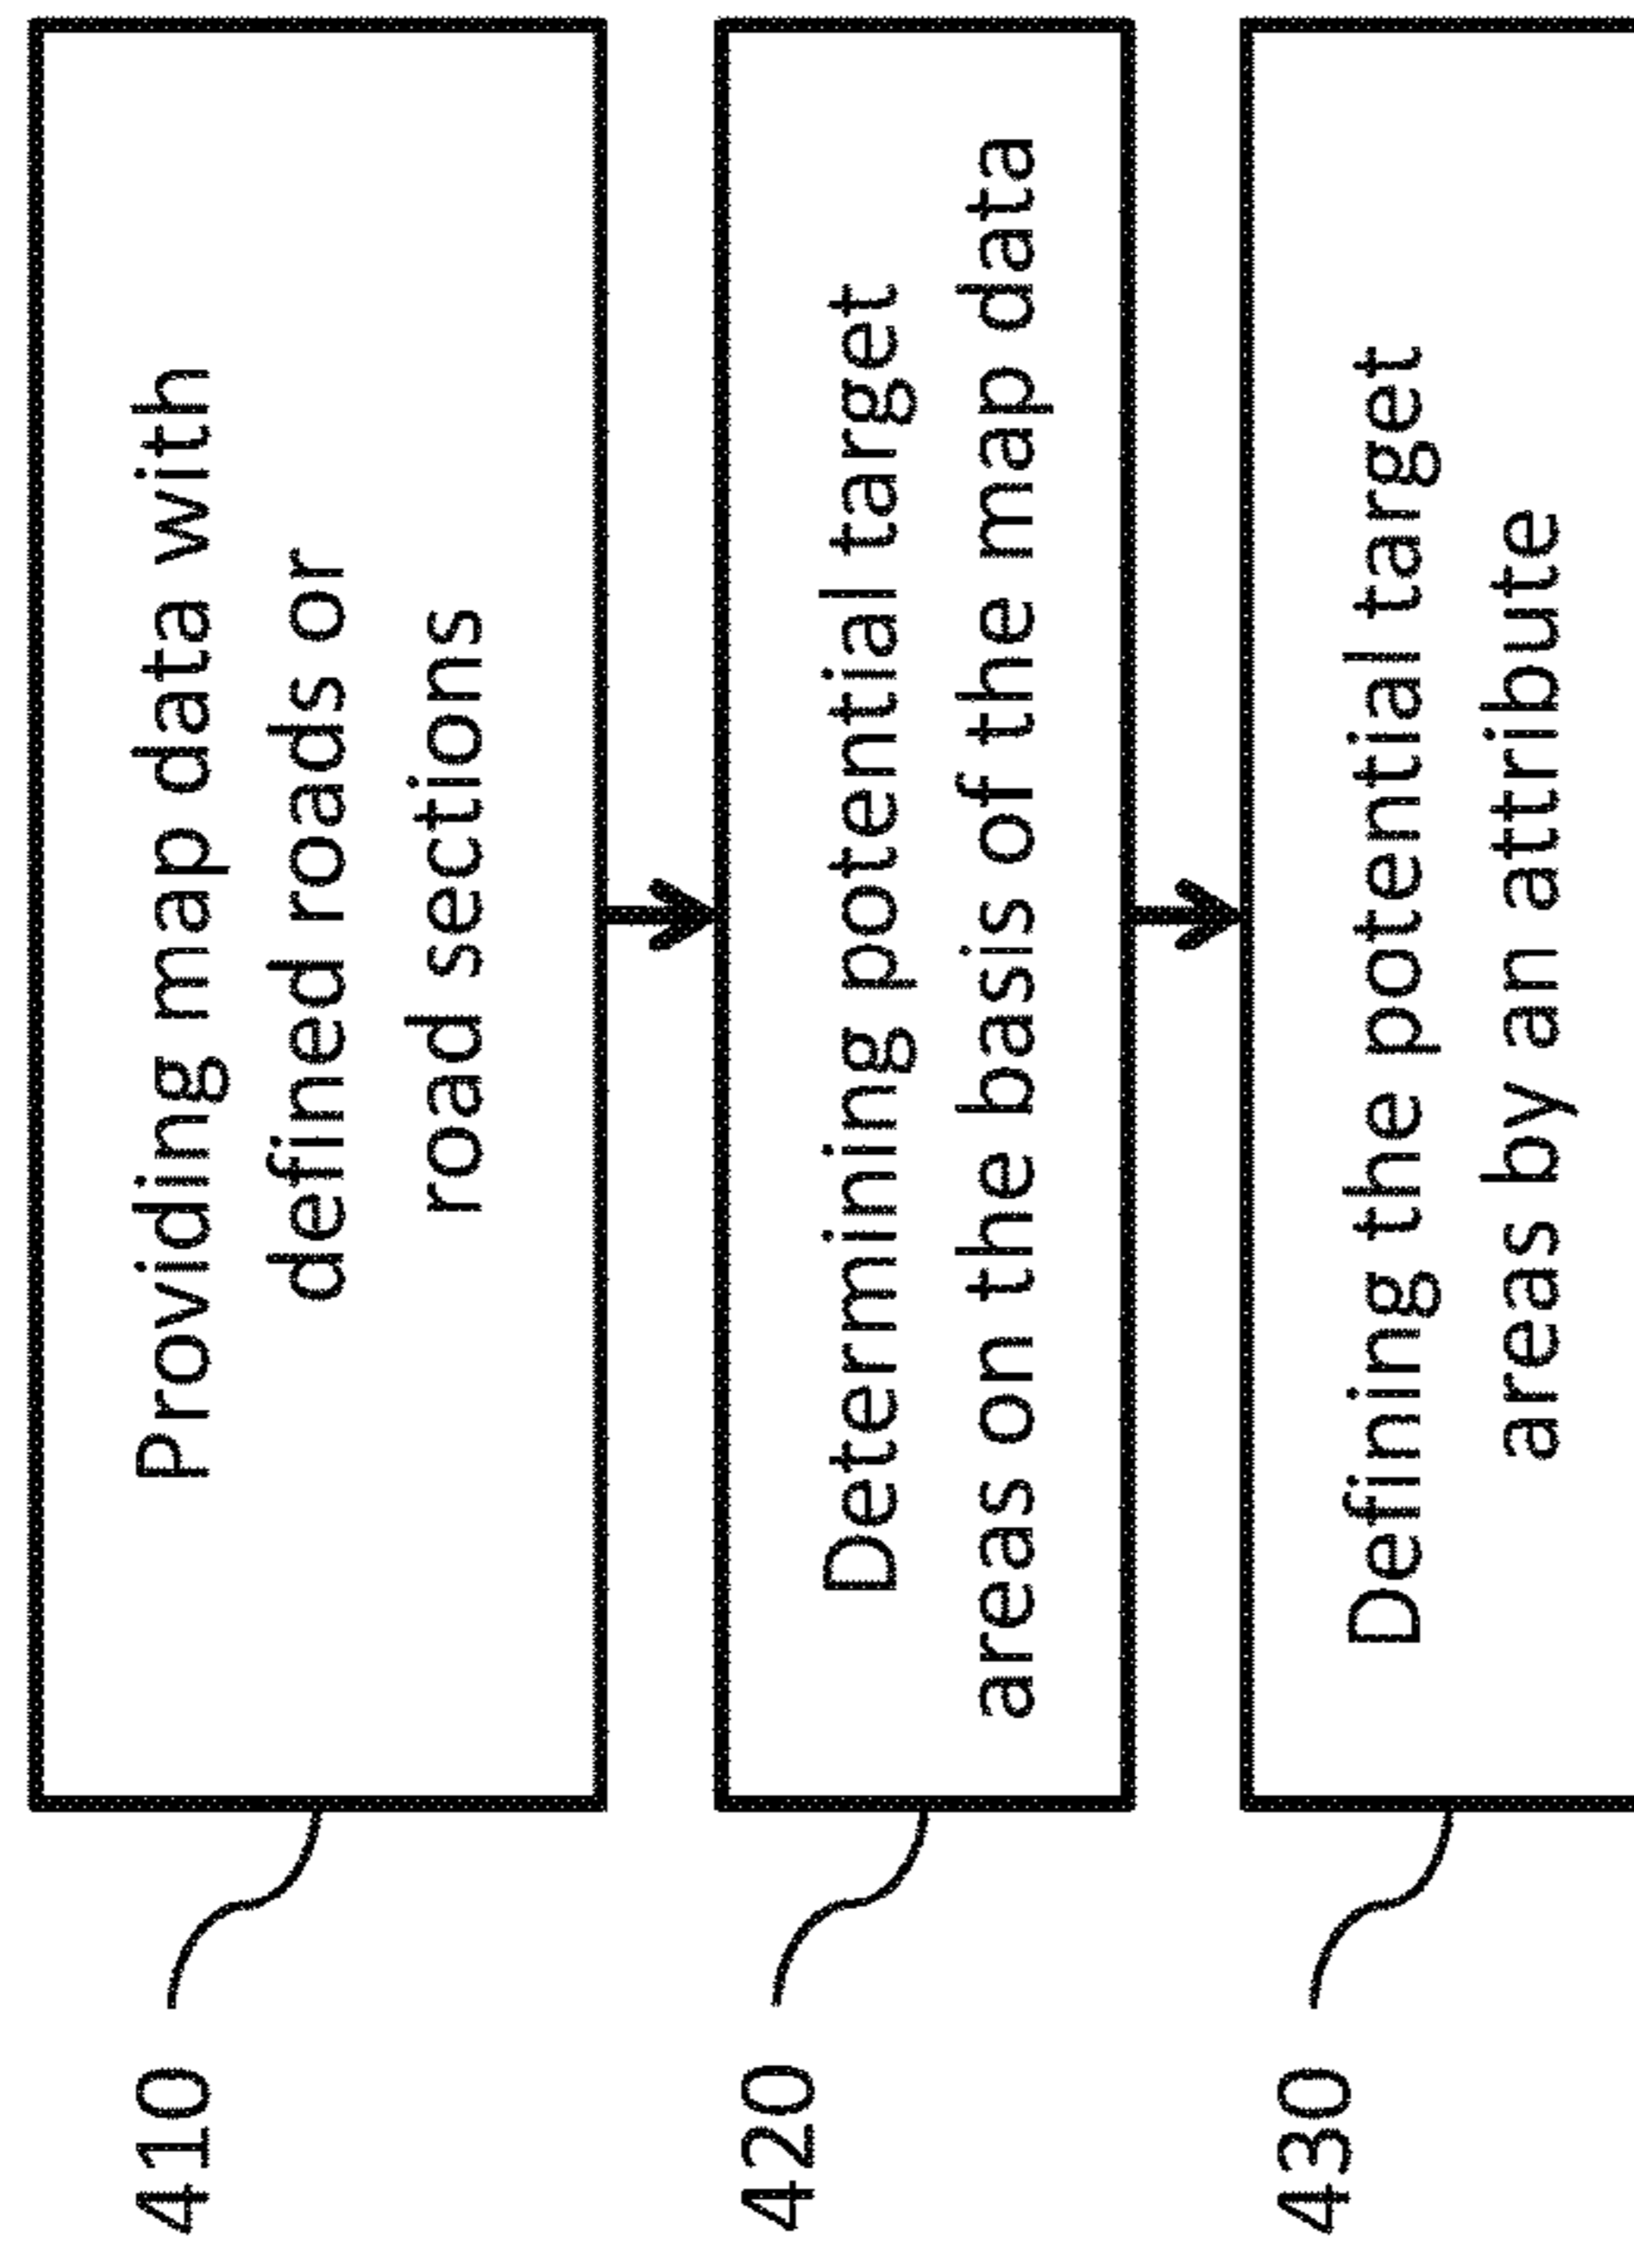 410
Providing map data with
defined roads or
road sections
420
Determining potential target
areas on the basis of the map data
430
Defining the potential target
areas by an attribute